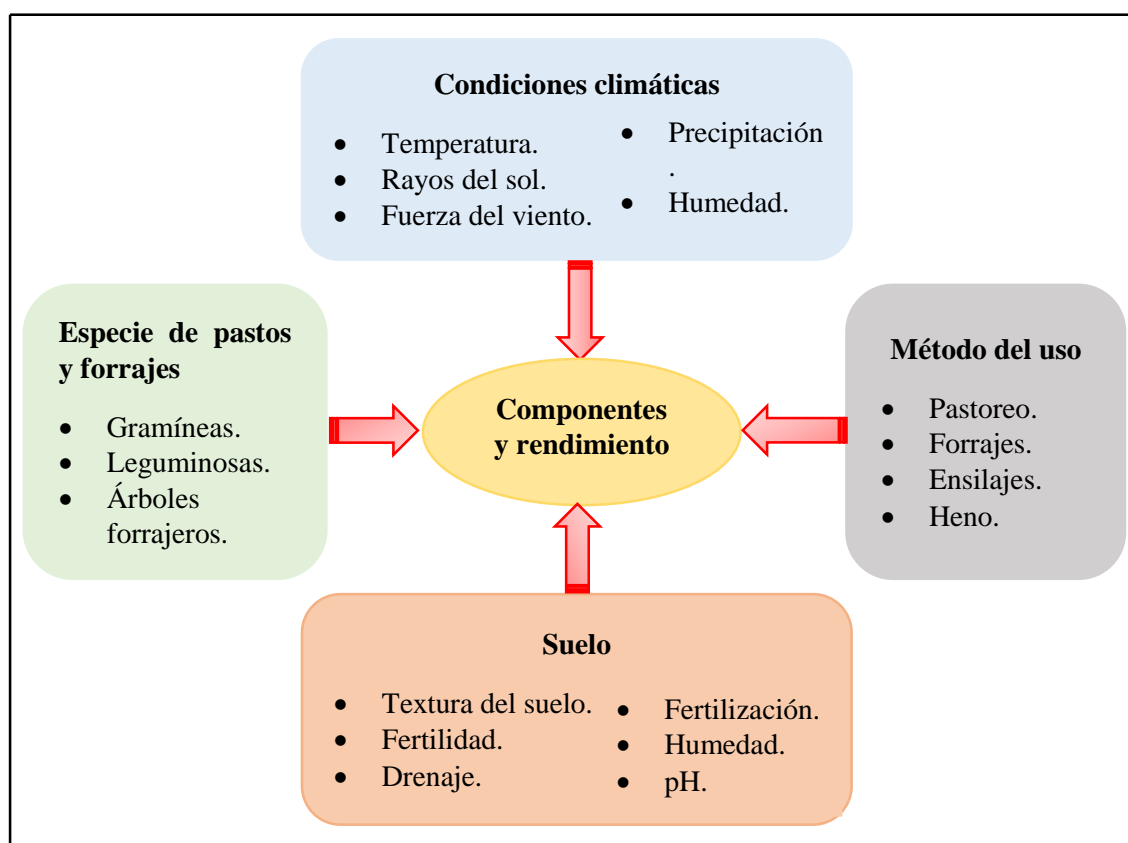 Condiciones climáticas
• Temperatura.
• Rayos del sol.
• Fuerza del viento.
• Precipitación
.
• Humedad.
Especie de pastos
y forrajes
• Gramíneas.
• Leguminosas.
• Árboles
forrajeros.
Componentes
y rendimiento
Método del uso
• Pastoreo.
• Forrajes.
• Ensilajes.
• Heno.
Suelo
• Textura del suelo.
• Fertilidad.
• Drenaje.
• Fertilización.
• Humedad.
• pH.